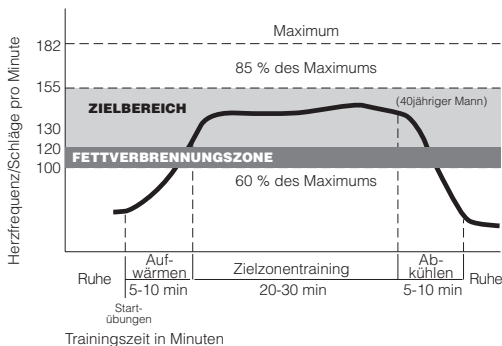 Herzfrequenz/Schläge pro Minute
Maximum
182
85 % des Maximums
155
ZIELBEREICH
(40jähriger Mann)
130
120
FETTVERBRENNUNGSZONE
100
60 % des Maximums
Ruhe
Auf-
wärmen
5-10 min
Zielzonentraining
20-30 min
Ab-
kühlen
5-10 min
Ruhe
Start-
übungen
Trainingszeit in Minuten